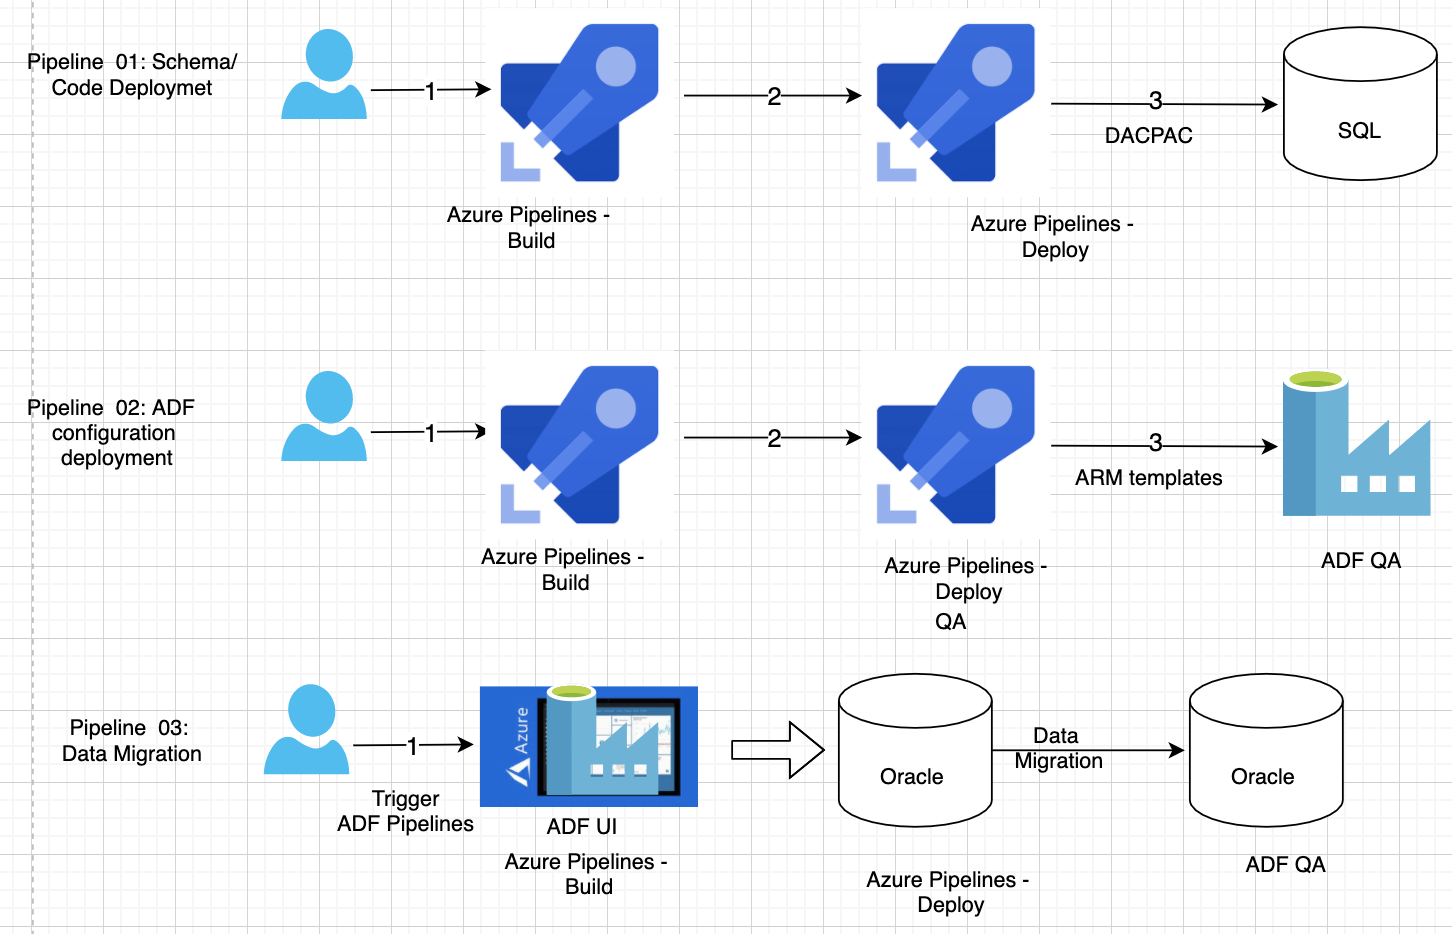 Pipeline 01: Schema/
Code Deploymet
1
2
3
DACPAC
SQL
Azure Pipelines -
Build
Azure Pipelines -
Deploy
Pipeline 02: ADF
configuration
deployment
1
2
3
ARM templates
Azure Pipelines -
Build
Azure Pipelines -
Deploy
QA
ADF QA
Pipeline 03:
Data Migration
1
Trigger
ADF Pipelines
Azure
ADF UI
Azure Pipelines -
Build
Oracle
Data
Migration
Oracle
Azure Pipelines -
Deploy
ADF QA